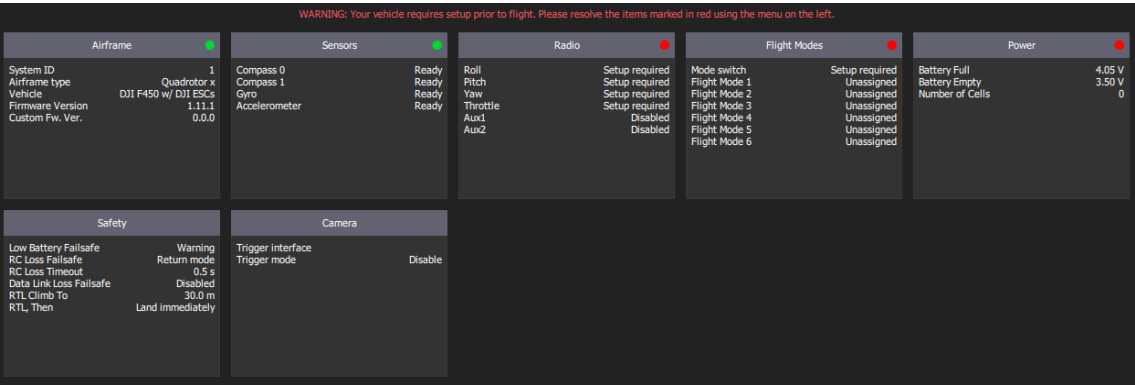 WARNING: Your vehicle requires setup prior to flight. Please resolve the items marked in red using the menu on the left.
Airframe
System ID 1
Airframe type Quadrotor x
Vehicle DJI F450 w/ DJI ESCs
Firmware Version 1.11.1
Custom Fw. Ver. 0.0.0
Sensors
Compass 0 Ready
Compass 1 Ready
Gyro Ready
Accelerometer Ready
Radio
Roll Setup required
Pitch Setup required
Yaw Setup required
Throttle Setup required
Aux1 Disabled
Aux2 Disabled
Flight Modes
Mode switch Setup required
Flight Mode 1 Unassigned
Flight Mode 2 Unassigned
Flight Mode 3 Unassigned
Flight Mode 4 Unassigned
Flight Mode 5 Unassigned
Flight Mode 6 Unassigned
Power
Battery Full 4.05 V
Battery Empty 3.50 V
Number of Cells 0
Safety
Low Battery Failsafe Warning
RC Loss Failsafe Return mode
RC Loss Timeout 0.5 s
Data Link Loss Failsafe Disabled
RTL Climb To 30.0 m
RTL, Then Land immediately
Camera
Trigger interface
Trigger mode Disable